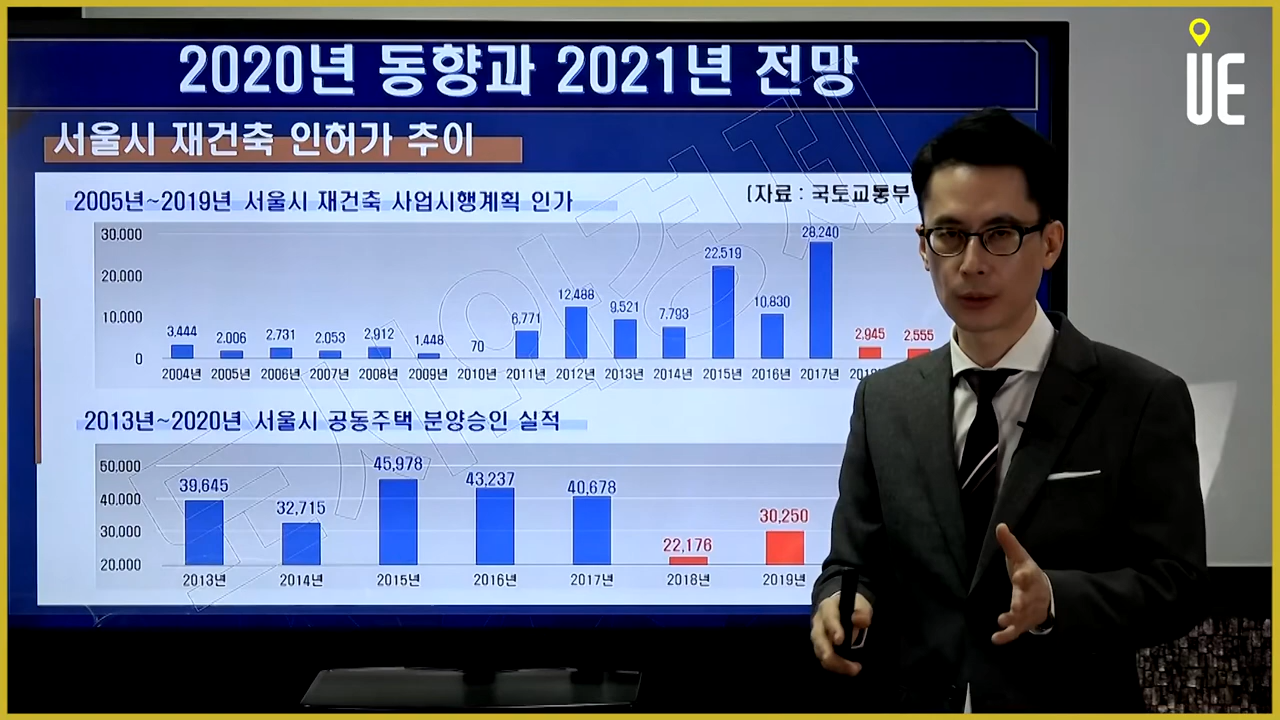 UE
2020년 동향과 2021년 전망
서울시 재건축 인허가 추이
2005년~2019년 서울시 재건축 사업시행계획 인가
(자료 : 국토교통부
30.000
20.000
10.000
0
3,444 2.006 2.731 2.053 2,912 1,448 70 6,771 12,488 9,521 7.793 22.519 10,830 28,240 2,945 2,555
2004년 2005년 2006년 2007년 2008년 2009년 2010년 2011년 2012년 2013년 2014년 2015년 2016년 2017년
2013년~2020년 서울시 공동주택 분양승인 실적
50.000
40.000
30.000
20.000
39,645 32,715 45,978 43,237 40,678 22,176 30,250
2013년 2014년 2015년 2016년 2017년 2018년 2019년
도시와경제